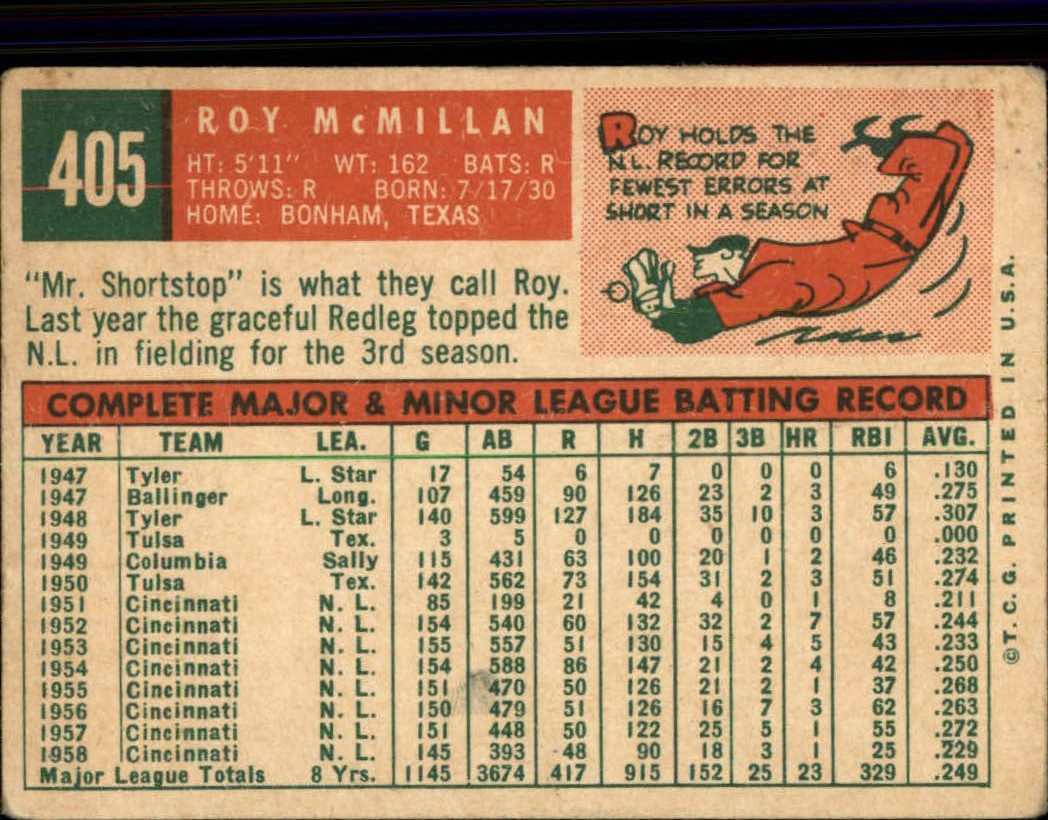 405
ROY McMILLAN
HT: 5'11" WT: 162 BATS: R
THROWS: R BORN: 7/17/30
HOME: BONHAM, TEXAS
ROY HOLDS THE
N.L. RECORD FOR
FEWEST ERRORS AT
SHORT IN A SEASON
"Mr. Shortstop" is what they call Roy.
Last year the graceful Redleg topped the
N.L. in fielding for the 3rd season.
COMPLETE MAJOR & MINOR LEAGUE BATTING RECORD
YEAR TEAM LEA. G AB R H 2B 3B HR RBI AVG.
1947 Tyler L. Star 17 54 6 7 0 0 0 6 .130
1947 Ballinger Long. 107 459 90 126 23 2 3 49 .275
1948 Tyler L. Star 140 599 127 184 35 10 3 57 .307
1949 Tulsa Tex. 3 5 0 0 0 0 0 0 .000
1949 Columbia Sally 115 431 63 100 20 1 2 46 .232
1950 Tulsa Tex. 142 562 73 154 31 2 3 51 .274
1951 Cincinnati N. L. 85 199 21 42 4 0 1 8 .211
1952 Cincinnati N. L. 154 540 60 132 32 2 7 57 .244
1953 Cincinnati N. L. 155 557 51 130 15 4 5 43 .233
1954 Cincinnati N. L. 154 588 86 147 21 2 4 42 .250
1955 Cincinnati N. L. 151 470 50 126 21 2 1 37 .268
1956 Cincinnati N. L. 150 479 51 126 16 7 3 62 .263
1957 Cincinnati N. L. 151 448 50 122 25 5 1 55 .272
1958 Cincinnati N. L. 145 393 48 90 18 3 1 25 .229
Major League Totals 8 Yrs. 1145 3674 417 915 152 25 23 329 .249
©T. C. G. PRINTED IN U.S.A.